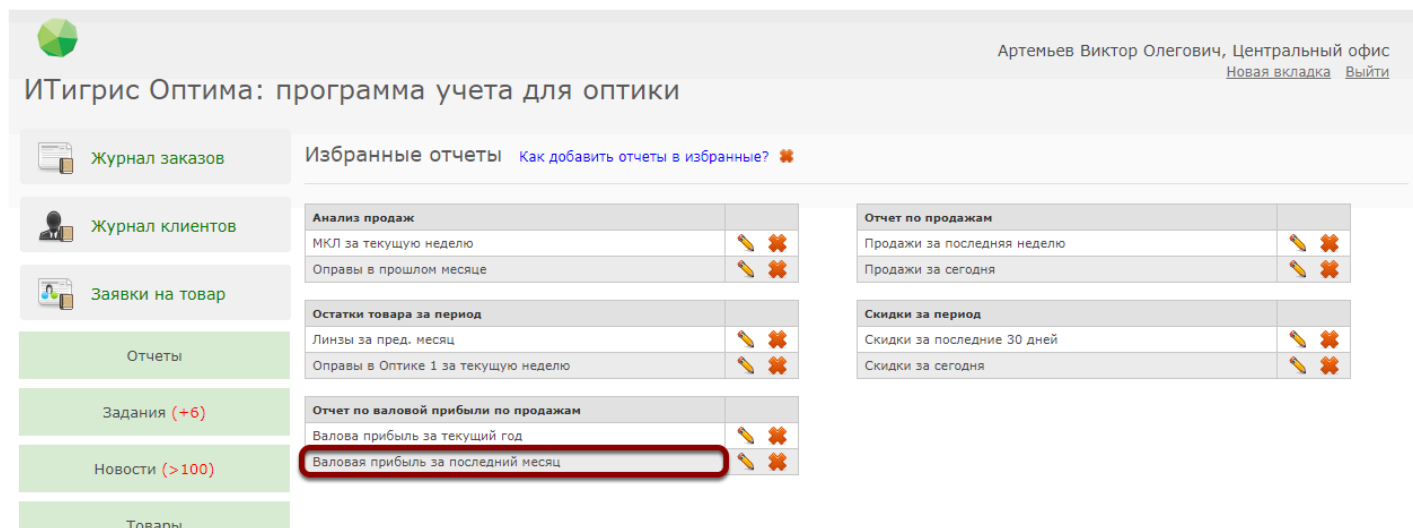 Артемьев Виктор Олегович, Центральный офис
Новая вкладка Выйти
ИТигрис Оптима: программа учета для оптики
Журнал заказов
Журнал клиентов
Заявки на товар
Отчеты
Задания (+6)
Новости (>100)
Товары
Избранные отчеты Как добавить отчеты в избранные?
Анализ продаж
МКЛ за текущую неделю
Оправы в прошлом месяце
Отчет по продажам
Продажи за последняя неделю
Продажи за сегодня
Остатки товара за период
Линзы за пред. месяц
Оправы в Оптике 1 за текущую неделю
Скидки за период
Скидки за последние 30 дней
Скидки за сегодня
Отчет по валовой прибыли по продажам
Валова прибыль за текущий год
Валовая прибыль за последний месяц